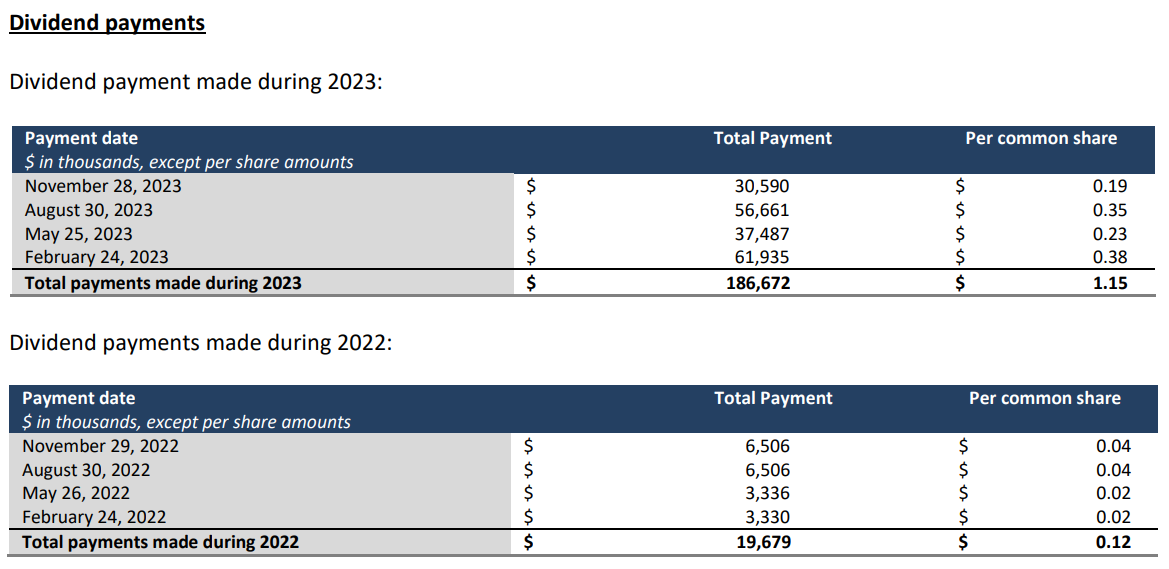 Dividend payments
Dividend payment made during 2023:
Payment date Total Payment Per common share
$ in thousands, except per share amounts
November 28, 2023 $ 30,590 $ 0.19
August 30, 2023 $ 56,661 $ 0.35
May 25, 2023 $ 37,487 $ 0.23
February 24, 2023 $ 61,935 $ 0.38
Total payments made during 2023 $ 186,672 $ 1.15
Dividend payments made during 2022:
Payment date Total Payment Per common share
$ in thousands, except per share amounts
November 29, 2022 $ 6,506 $ 0.04
August 30, 2022 $ 6,506 $ 0.04
May 26, 2022 $ 3,336 $ 0.02
February 24, 2022 $ 3,330 $ 0.02
Total payments made during 2022 $ 19,679 $ 0.12